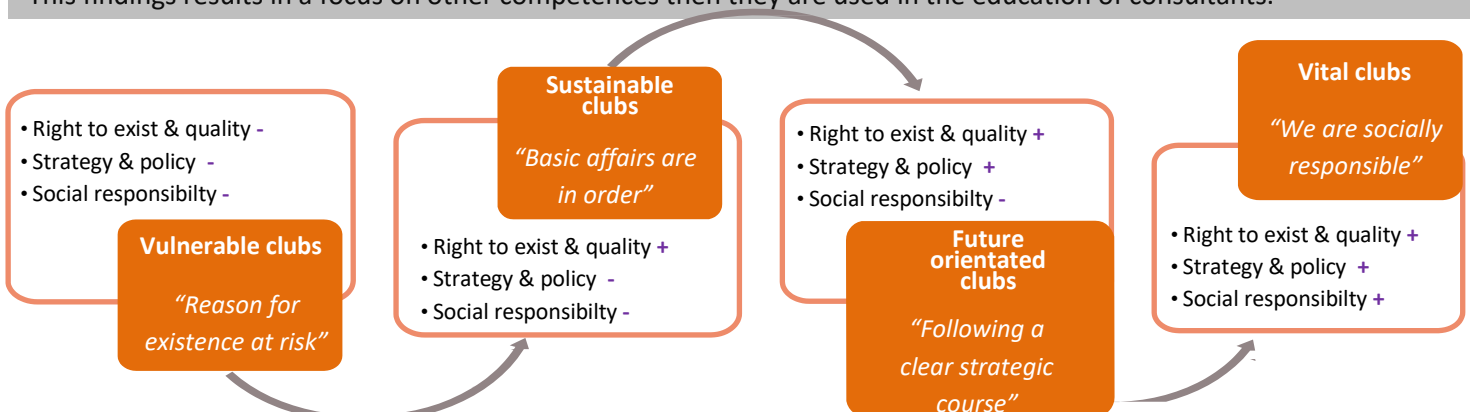 This findings results in a focus on other competences then they are used in the education of consultants.
• Right to exist & quality -
• Strategy & policy -
• Social responsibilty -
Vulnerable clubs
“Reason for
existence at risk”
Sustainable
clubs
“Basic affairs are
in order”
• Right to exist & quality +
• Strategy & policy -
• Social responsibilty -
• Right to exist & quality +
• Strategy & policy +
• Social responsibilty -
Future
orientated
clubs
“Following a
clear strategic
course”
Vital clubs
“We are socially
responsible”
• Right to exist & quality +
• Strategy & policy +
• Social responsibilty +